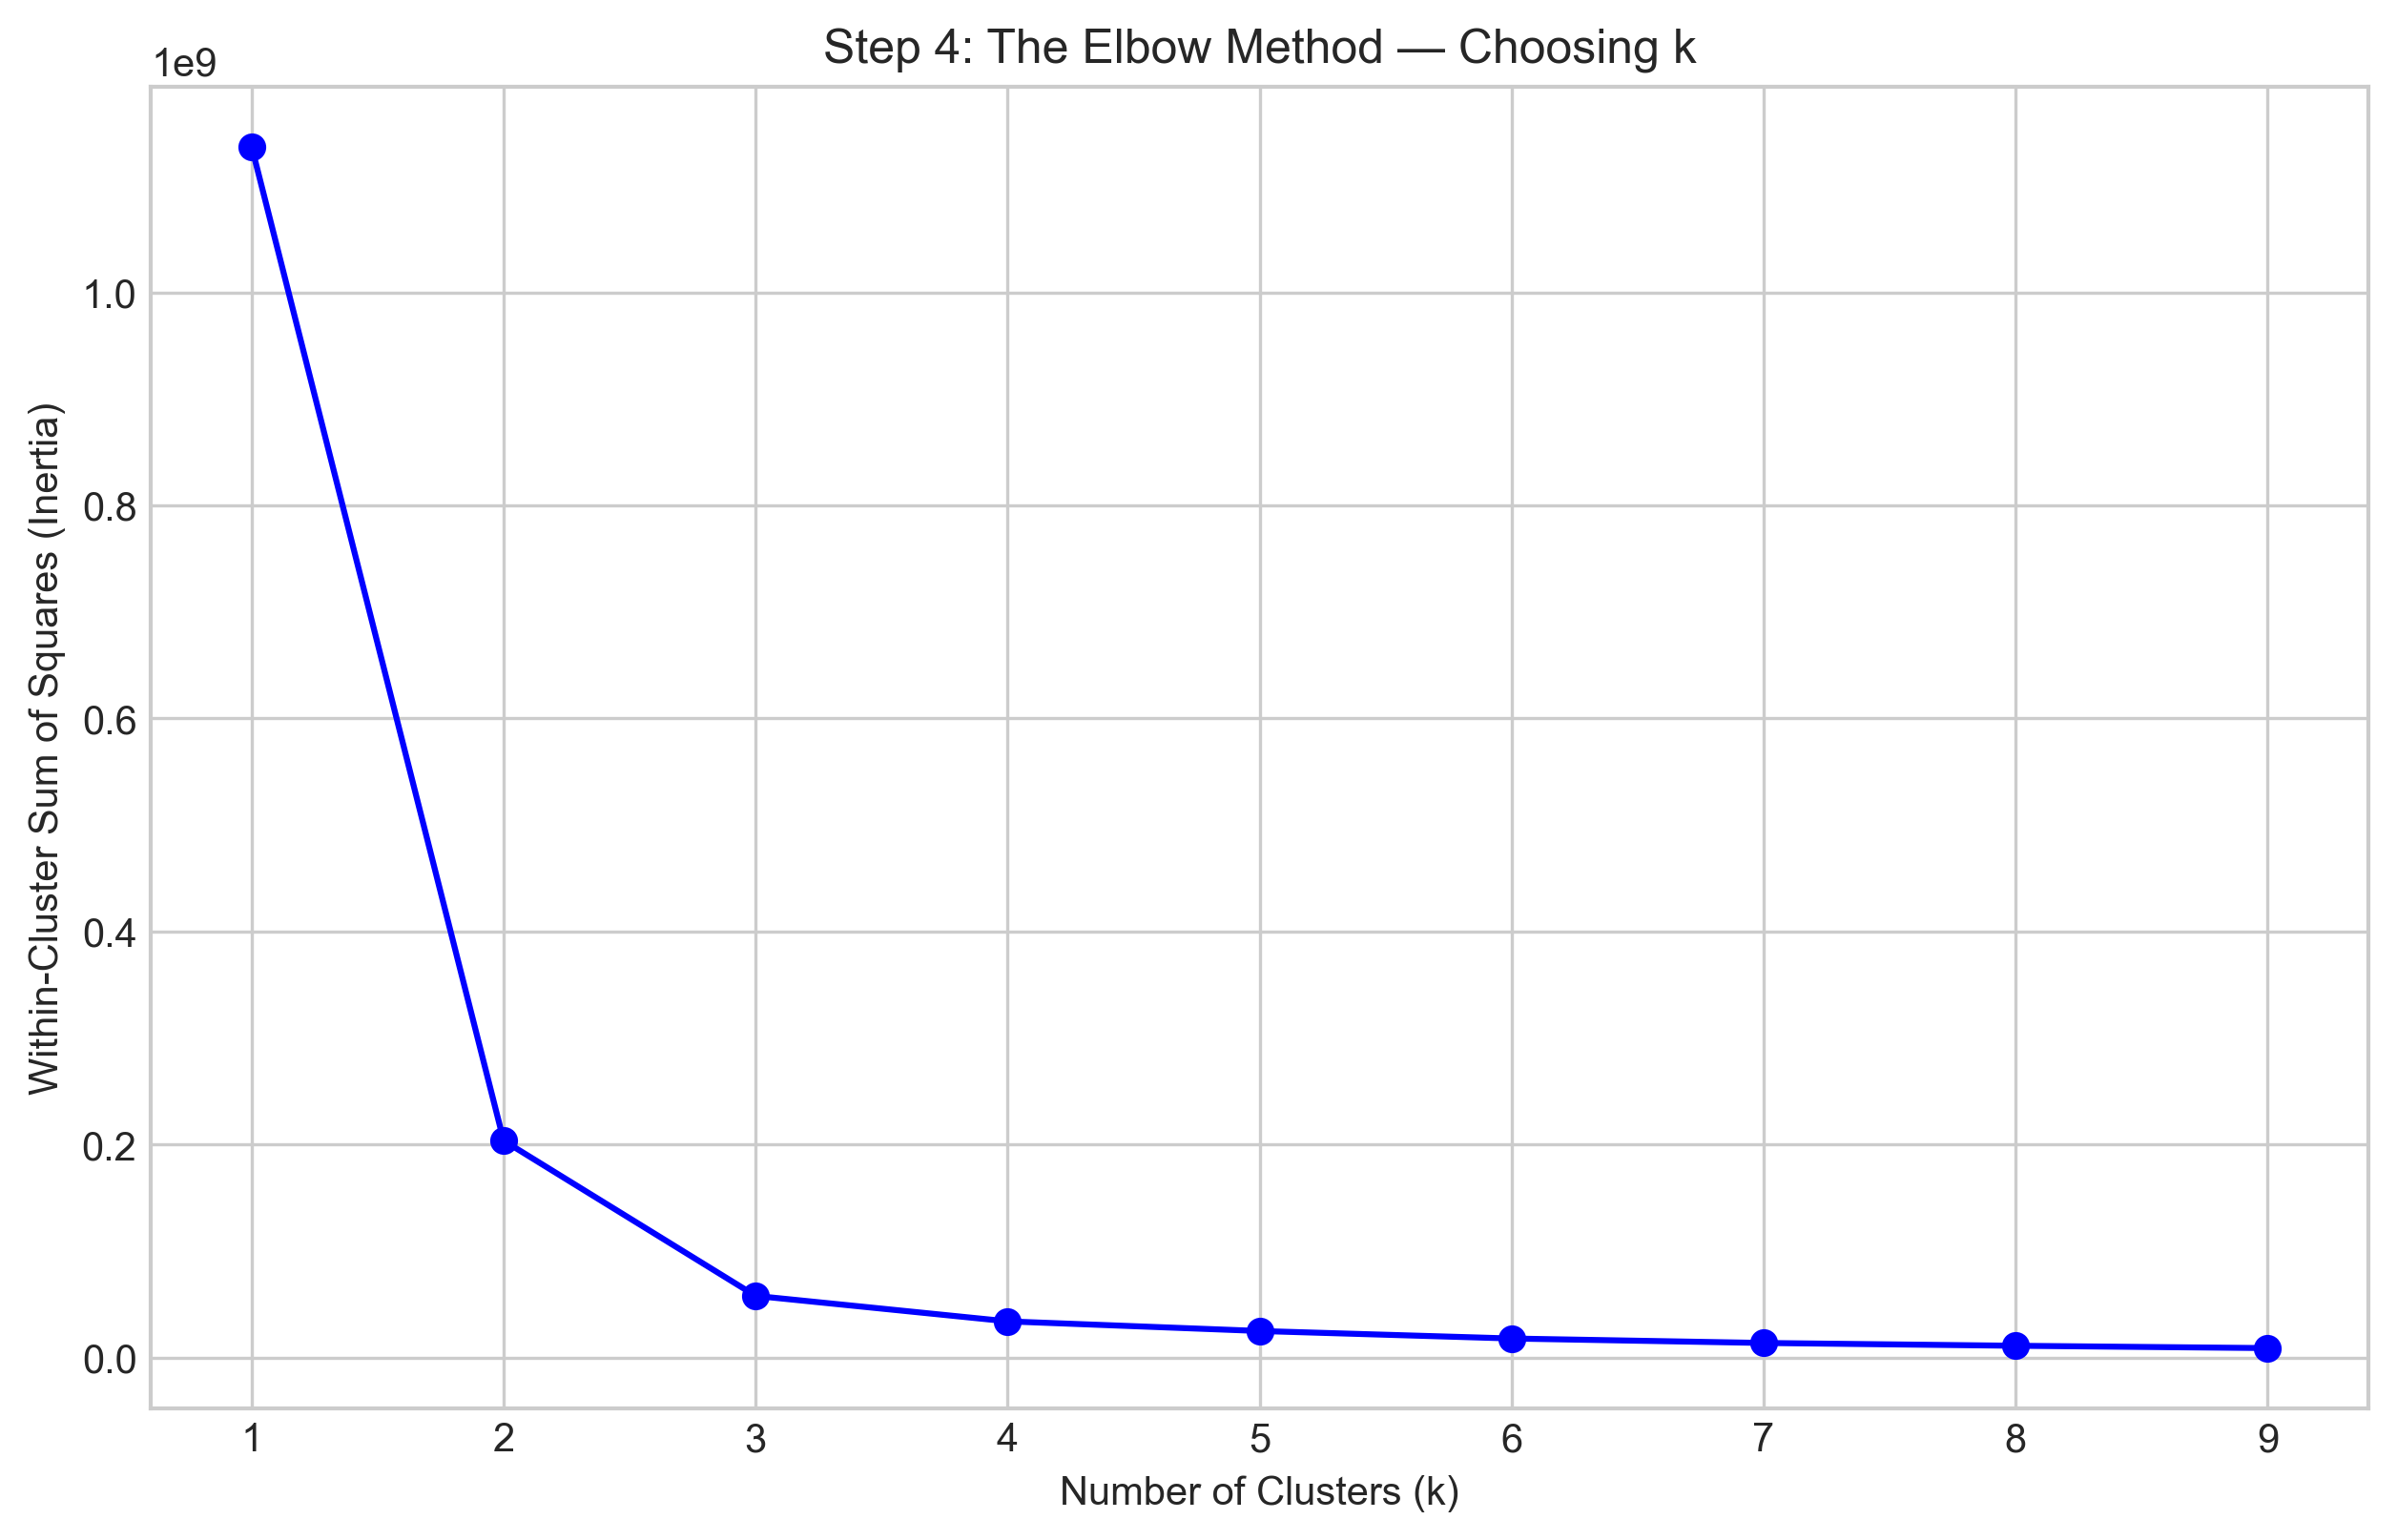 Step 4: The Elbow Method — Choosing k
1e9
Within-Cluster Sum of Squares (Inertia)
1.0
0.8
0.6
0.4
0.2
0.0
1 2 3 4 5 6 7 8 9
Number of Clusters (k)